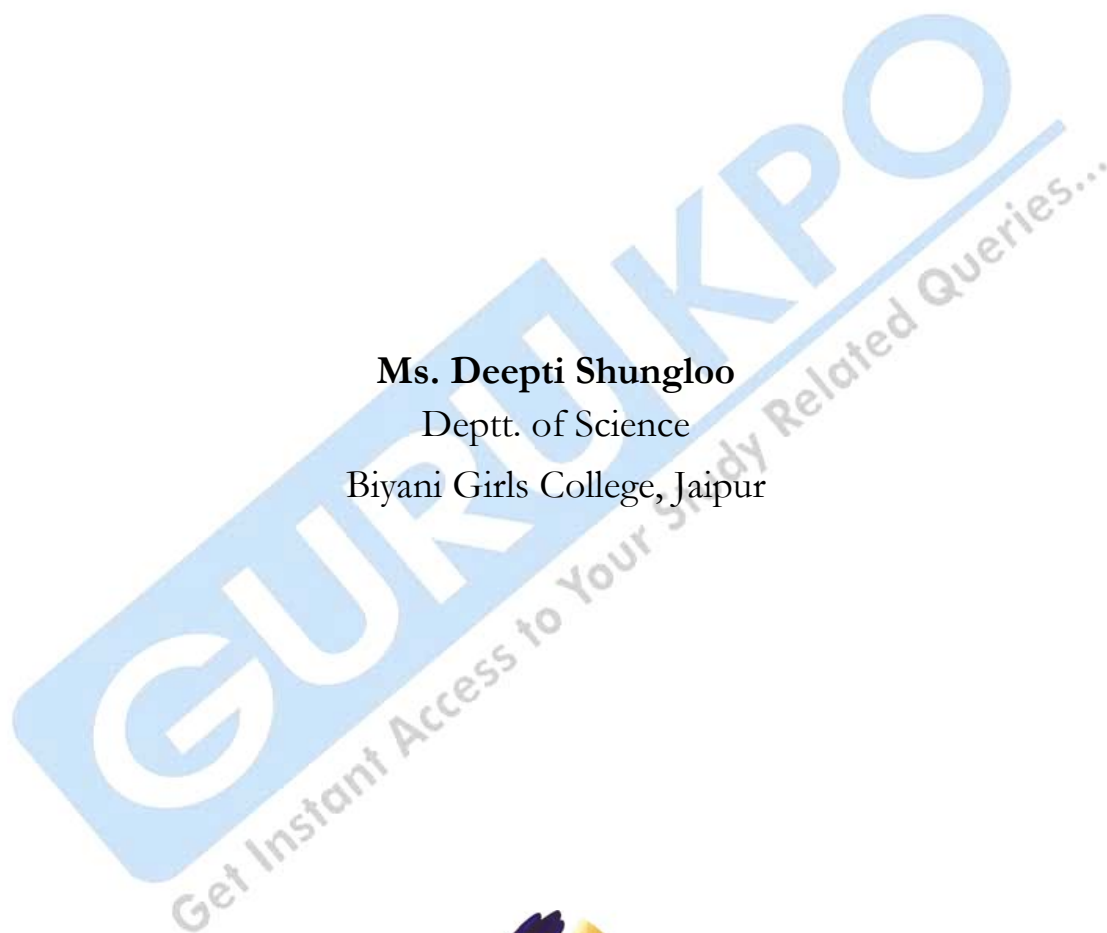 Ms. Deepti Shungloo
Deptt. of Science
Biyani Girls College, Jaipur
GURUKPO
Get Instant Access to Your Study Related Queries...